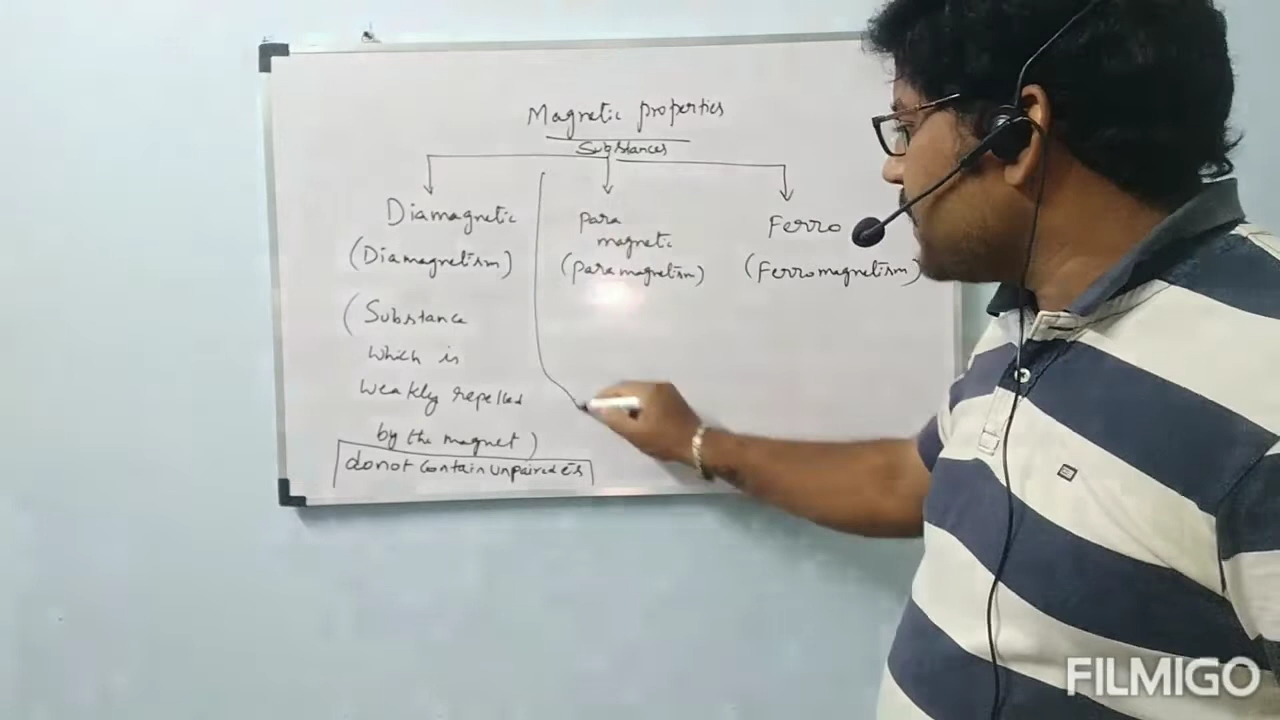 Magnetic properties
Substances
Diamagnetic
(Diamagnetism)
(Substance
which is
weakly repelled
by the magnet)
donot contain unpaired e⁻s
para
magnetic
(paramagnetism)
Ferro
(Ferromagnetism)
FILMIGO